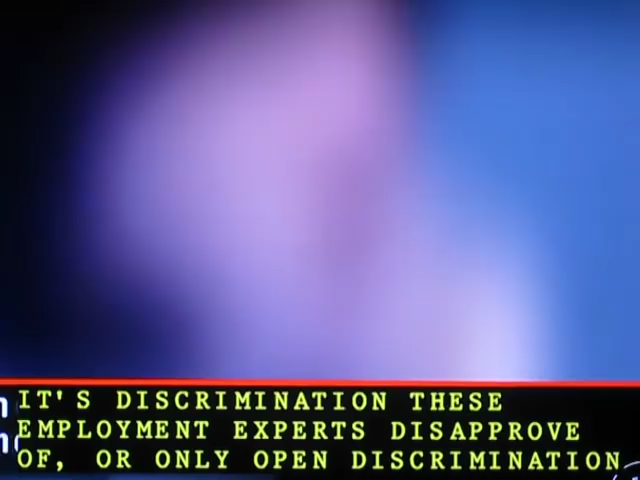 IT'S DISCRIMINATION THESE
EMPLOYMENT EXPERTS DISAPPROVE
OF, OR ONLY OPEN DISCRIMINATION